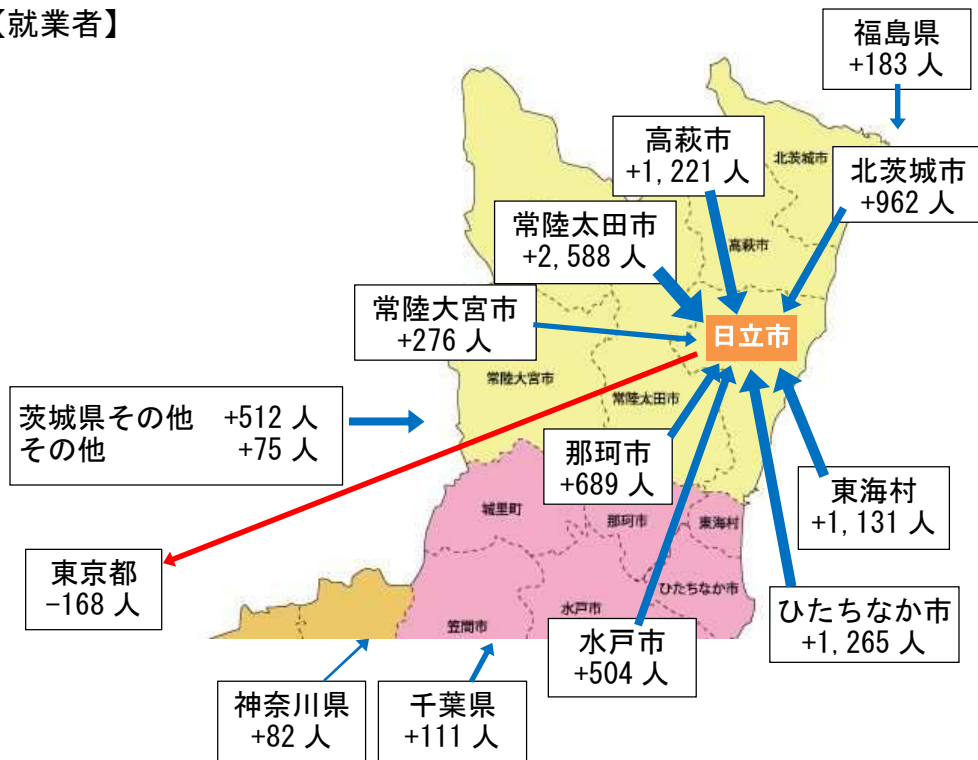 【就業者】
福島県
+183 人
高萩市
+1,221 人
北茨城市
北茨城市
+962 人
常陸太田市
+2,588 人
高萩市
常陸大宮市
+276 人
日立市
常陸大宮市
常陸太田市
茨城県その他 +512 人
その他 +75 人
那珂市
+689 人
東海村
+1,131 人
城里町
那珂市
東海村
東京都
-168 人
ひたちなか市
水戸市
笠間市
水戸市
+504 人
ひたちなか市
+1,265 人
神奈川県
+82 人
千葉県
+111 人